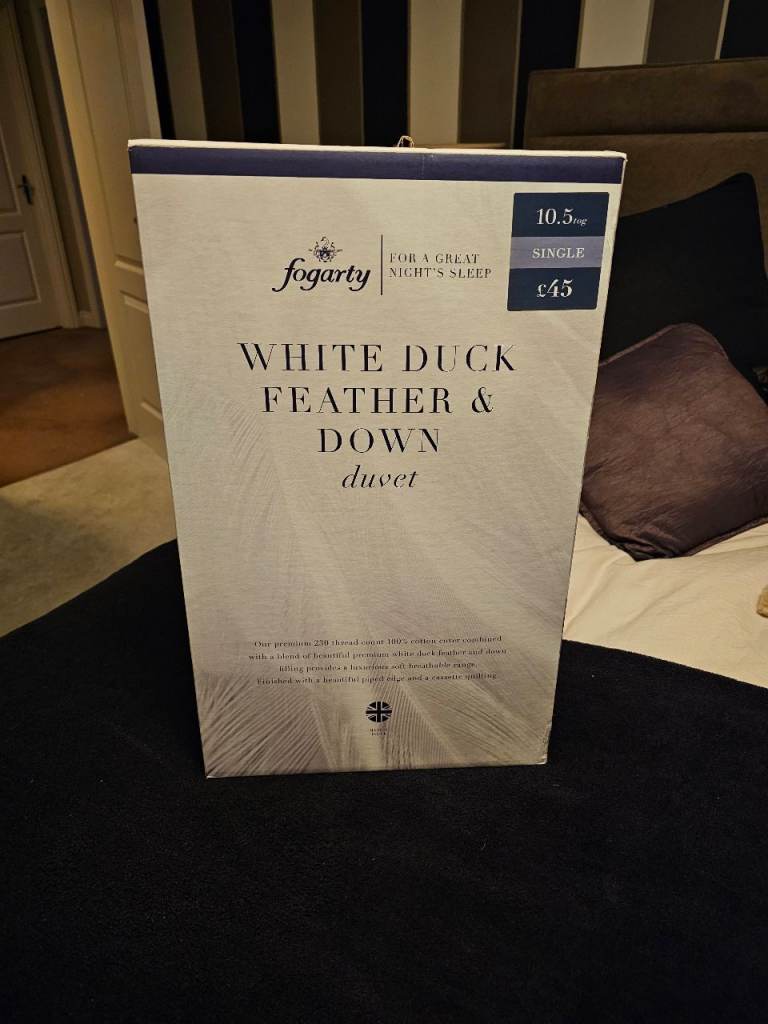 10.5tog
SINGLE
£45
fogarty
FOR A GREAT
NIGHT'S SLEEP
WHITE DUCK
FEATHER &
DOWN
duvet
Our premium 230 thread count 100% cotton cover combined
with a blend of beautiful premium white duck feather and down
filling provides a luxurious soft breathable range.
Finished with a beautiful piped edge and a cassette quilting